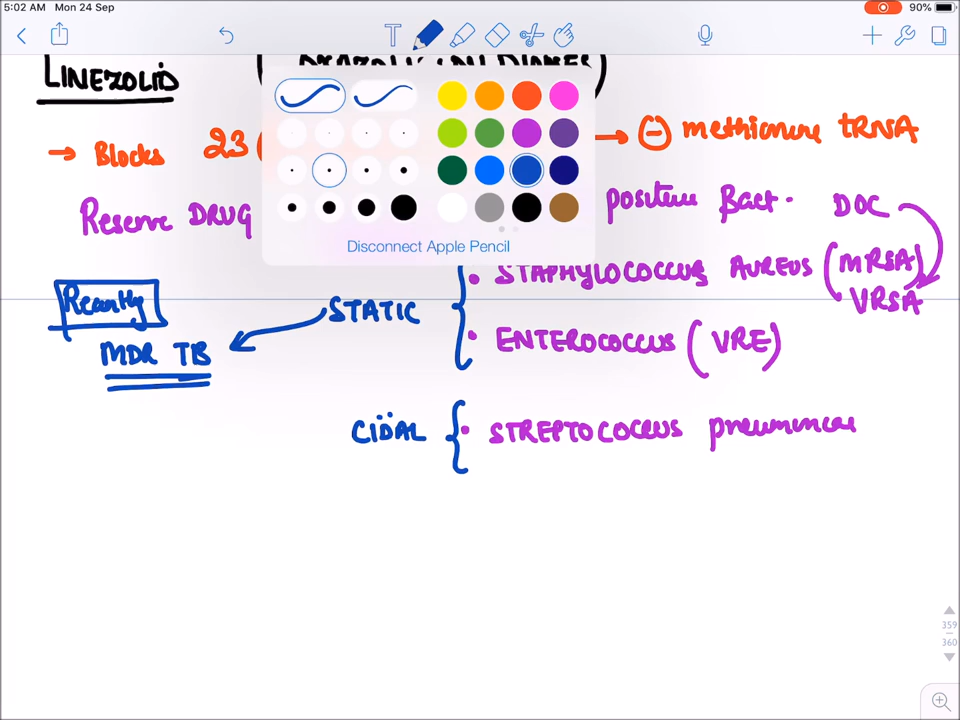 5:02 AM Mon 24 Sep
90%
T
LINEZOLID
→ Blocks 23 → ⊖ methionine tRNA
Reserve DRUG positive Bact. DOC
Disconnect Apple Pencil
• STAPHYLOCOCCUS AUREUS (MRSA)
VRSA
Recently
STATIC
• ENTEROCOCCUS (VRE)
MDR TB
CIDAL
• STREPTOCOCCUS
359
360